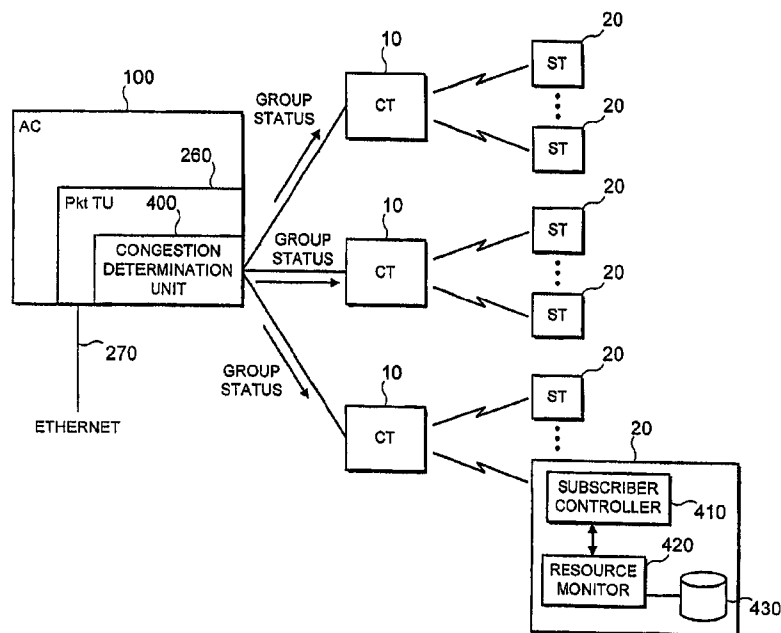 20
10
ST
100
GROUP
STATUS
CT
20
AC
ST
260
Pkt TU
20
400
10
ST
GROUP
STATUS
CONGESTION
DETERMINATION
UNIT
CT
20
ST
270
10
20
GROUP
STATUS
ST
ETHERNET
CT
20
SUBSCRIBER
CONTROLLER
410
420
RESOURCE
MONITOR
430